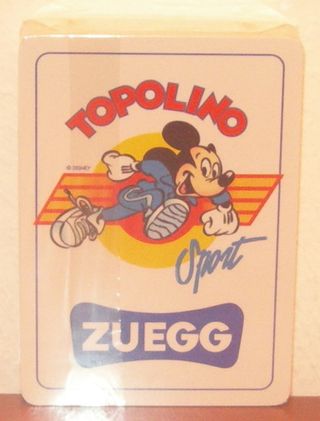 TOPOLINO
© DISNEY
Sport
ZUEGG